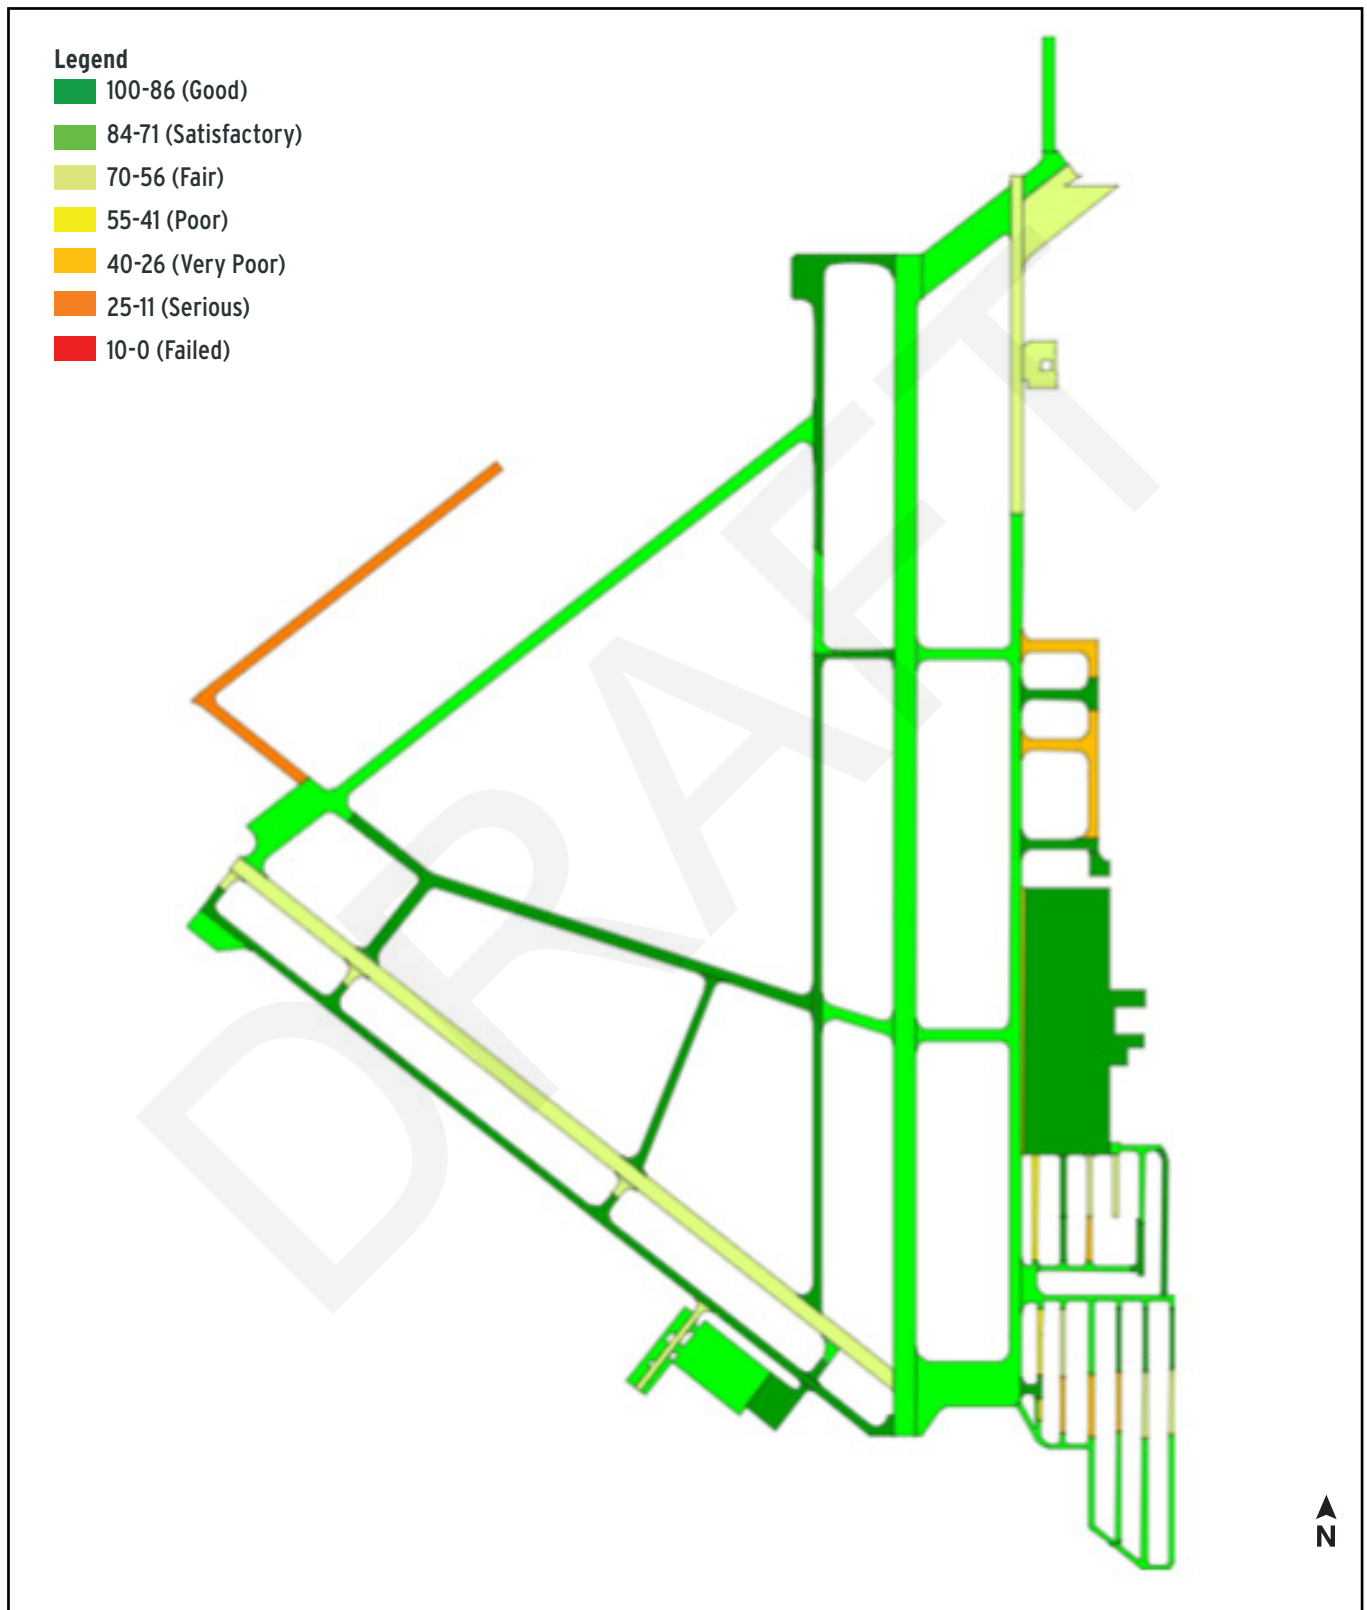 Legend
100-86 (Good)
84-71 (Satisfactory)
70-56 (Fair)
55-41 (Poor)
40-26 (Very Poor)
25-11 (Serious)
10-0 (Failed)
DRAFT
N